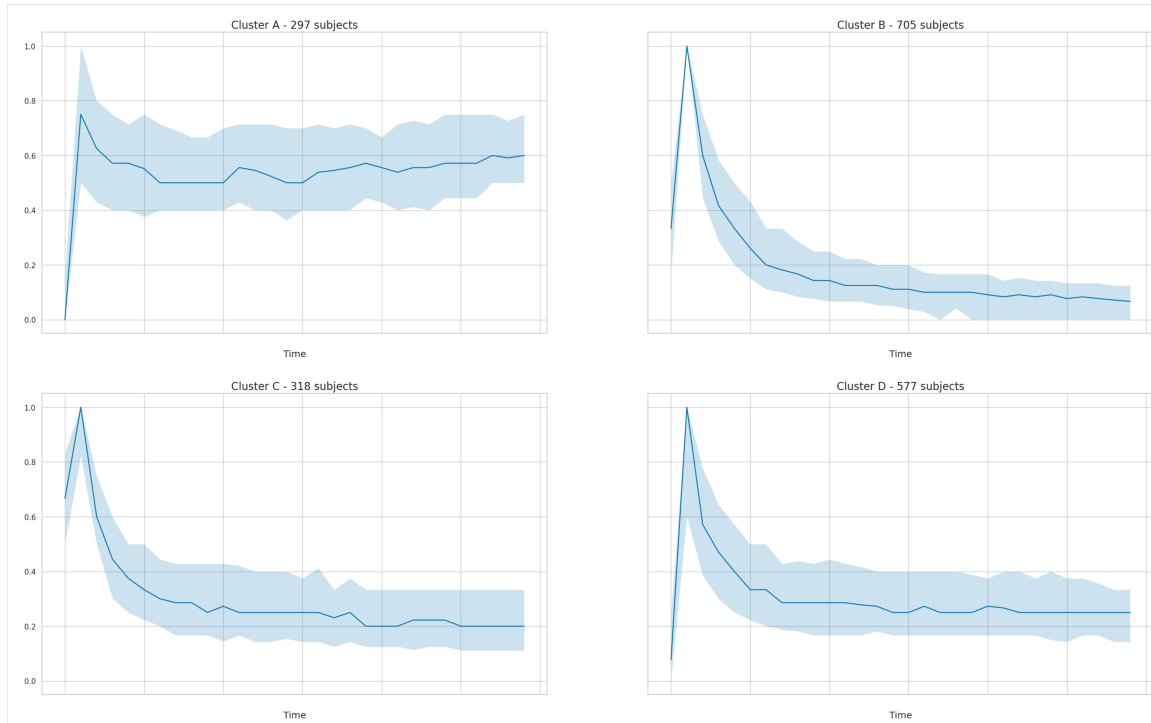 Cluster A - 297 subjects
1.0
0.8
0.6
0.4
0.2
0.0
Time
Cluster B - 705 subjects
Time
Cluster C - 318 subjects
1.0
0.8
0.6
0.4
0.2
0.0
Time
Cluster D - 577 subjects
Time